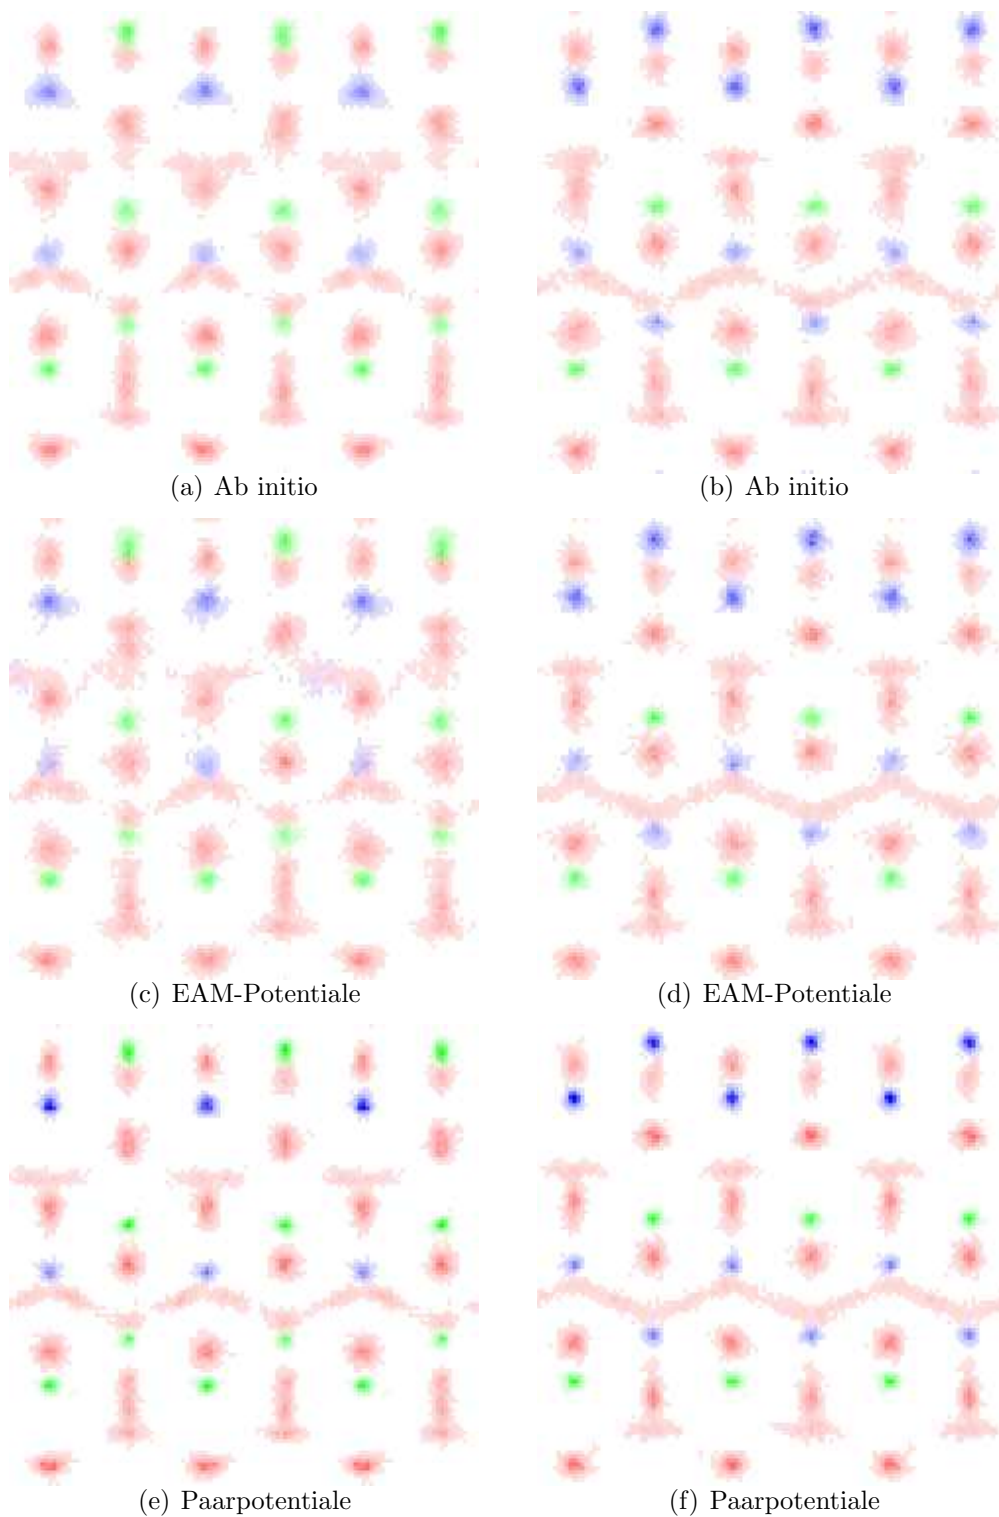 (a) Ab initio
(b) Ab initio
(c) EAM-Potentiale
(d) EAM-Potentiale
(e) Paarpotentiale
(f) Paarpotentiale